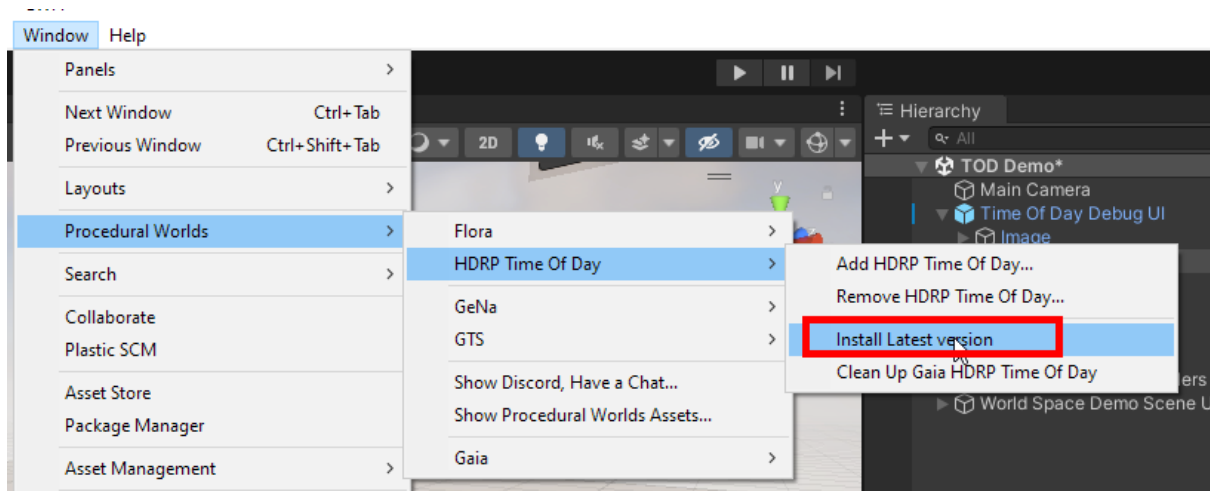 Window Help
Panels
Next Window Ctrl+Tab
Previous Window Ctrl+Shift+Tab
Layouts
Procedural Worlds
Search
Collaborate
Plastic SCM
Asset Store
Package Manager
Asset Management
Flora
HDRP Time Of Day
GeNa
GTS
Show Discord, Have a Chat...
Show Procedural Worlds Assets...
Gaia
Add HDRP Time Of Day...
Remove HDRP Time Of Day...
Install Latest version
Clean Up Gaia HDRP Time Of Day
2D
y
Hierarchy
All
TOD Demo*
Main Camera
Time Of Day Debug UI
Image
ders
World Space Demo Scene U